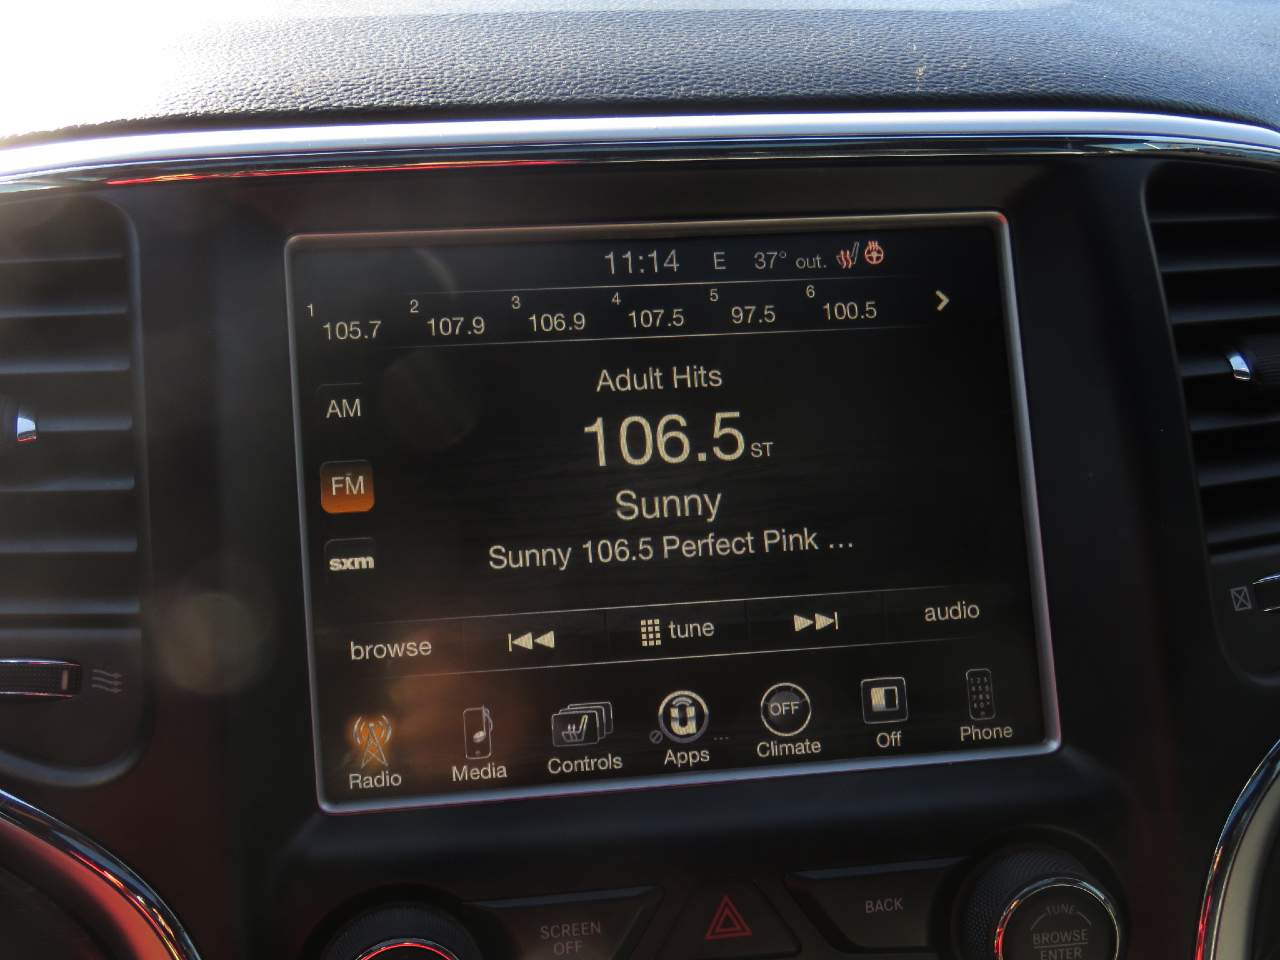 11:14 E 37° out.
1 105.7 2 107.9 3 106.9 4 107.5 5 97.5 6 100.5
Adult Hits
AM
106.5 ST
FM
Sunny
Sunny 106.5 Perfect Pink ...
sxm
browse tune audio
OFF
Radio Media Controls Apps ... Climate Off Phone
SCREEN
OFF
BACK
TUNE
BROWSE
ENTER